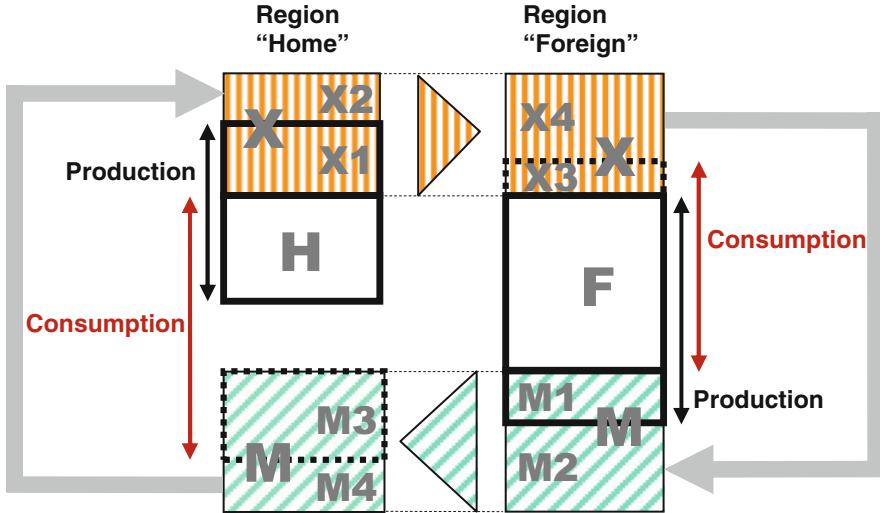 Region
“Home”
Region
“Foreign”
X2
X
X1
X4
X
X3
Production
Consumption
H
F
Consumption
M1
M
M2
Production
M3
M
M4